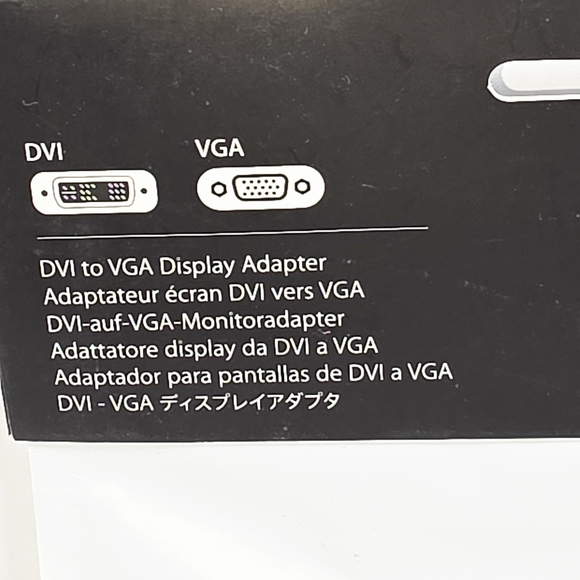 DVI VGA
DVI to VGA Display Adapter
Adaptateur écran DVI vers VGA
DVI-auf-VGA-Monitoradapter
Adattatore display da DVI a VGA
Adaptador para pantallas de DVI a VGA
DVI - VGA ディスプレイアダプタ